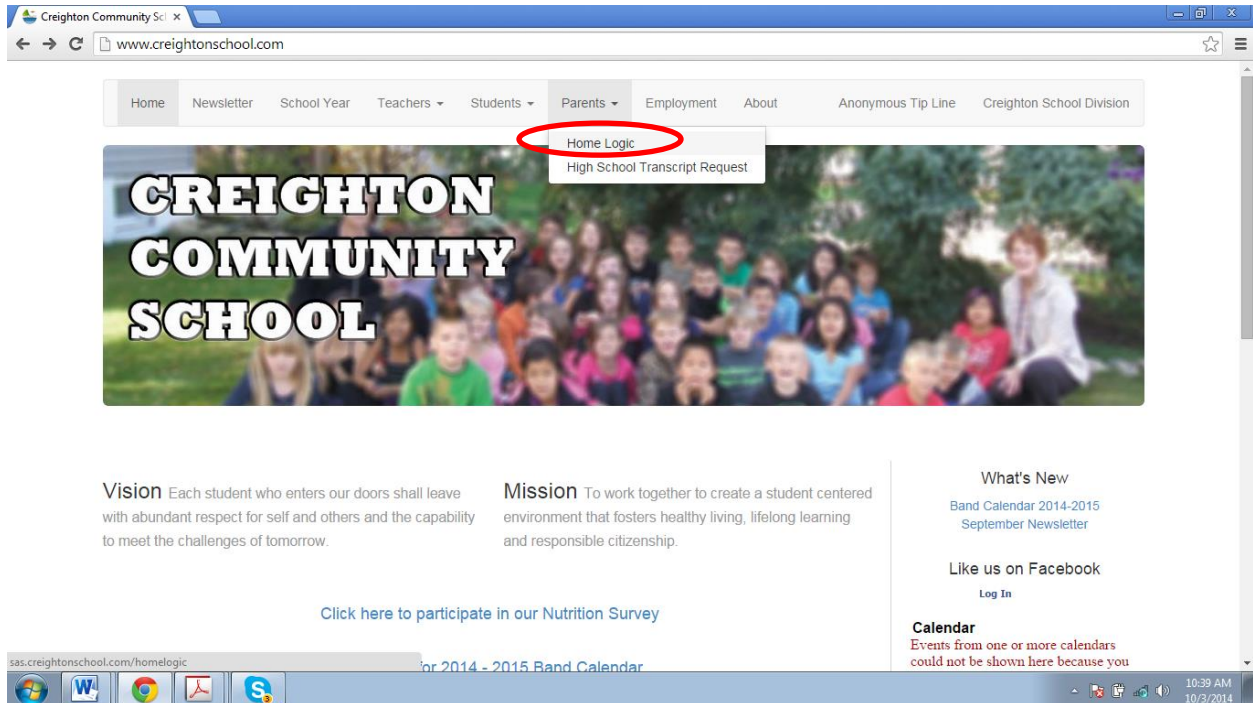 Creighton Community Scl
www.creightonschool.com
Home Newsletter School Year Teachers Students Parents Employment About Anonymous Tip Line Creighton School Division
Home Logic
High School Transcript Request
CREIGHTON
COMMUNITY
SCHOOL
Vision Each student who enters our doors shall leave
with abundant respect for self and others and the capability
to meet the challenges of tomorrow.
Mission To work together to create a student centered
environment that fosters healthy living, lifelong learning
and responsible citizenship.
What's New
Band Calendar 2014-2015
September Newsletter
Like us on Facebook
Log In
Click here to participate in our Nutrition Survey
Calendar
Events from one or more calendars
could not be shown here because you
for 2014 - 2015 Band Calendar
sas.creightonschool.com/homelogic
W
S
3
10:39 AM
10/3/2014